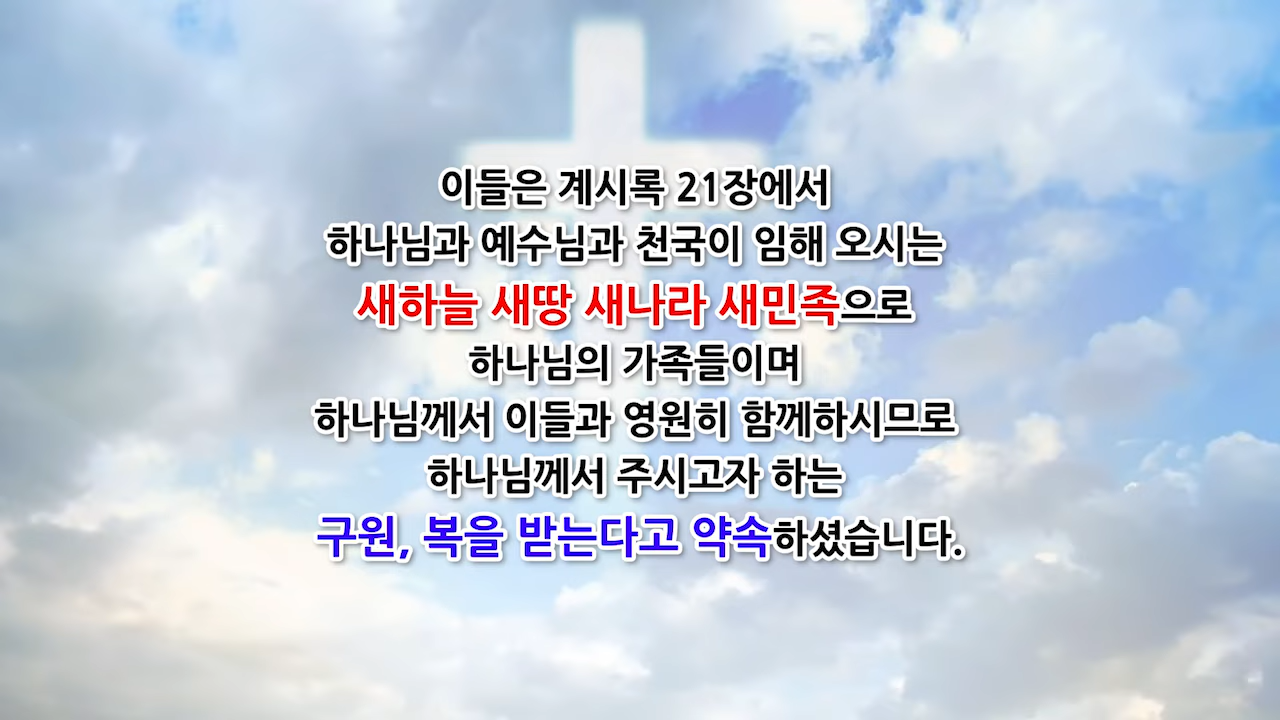 이들은 계시록 21장에서
하나님과 예수님과 천국이 임해 오시는
새하늘 새땅 새나라 새민족으로
하나님의 가족들이며
하나님께서 이들과 영원히 함께하시므로
하나님께서 주시고자 하는
구원, 복을 받는다고 약속하셨습니다.